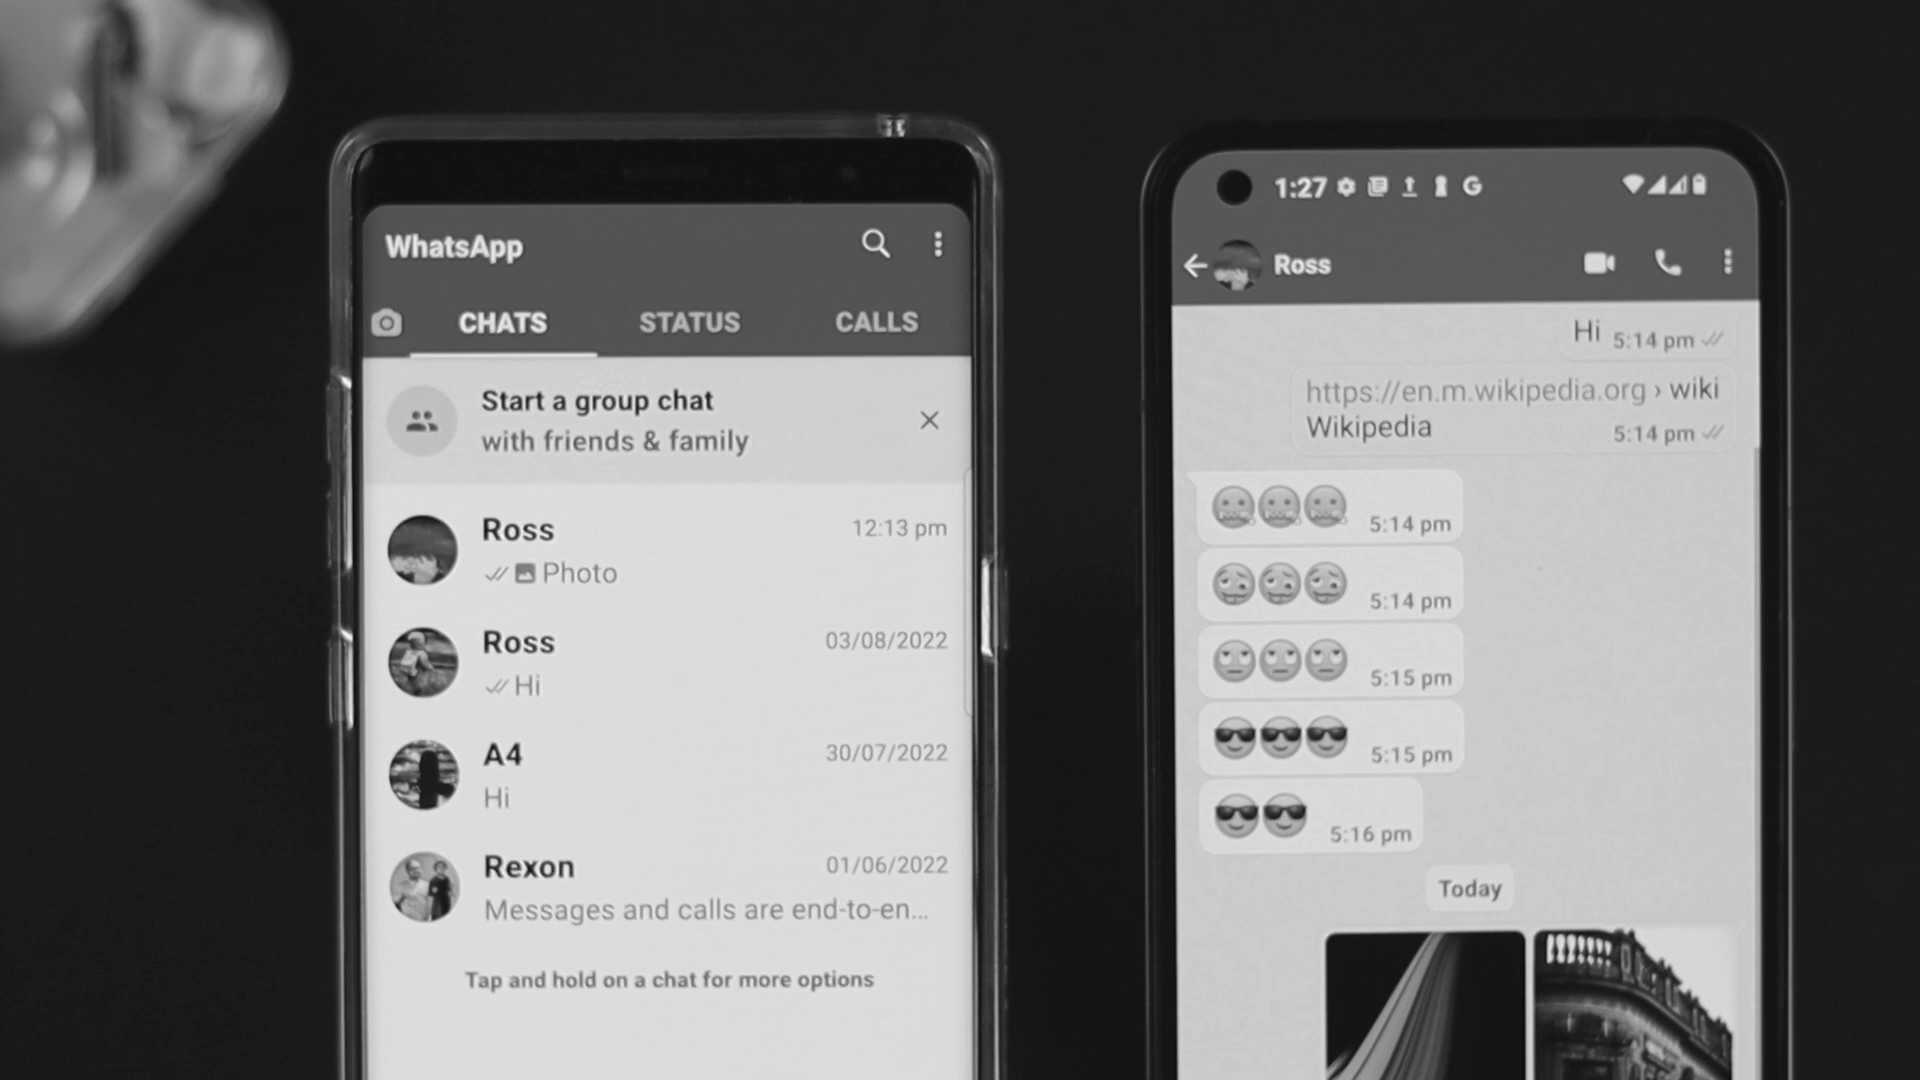 WhatsApp
CHATS STATUS CALLS
Start a group chat
with friends & family
Ross 12:13 pm
Photo
Ross 03/08/2022
Hi
A4 30/07/2022
Hi
Rexon 01/06/2022
Messages and calls are end-to-en...
Tap and hold on a chat for more options
1:27 G
Ross
Hi 5:14 pm
https://en.m.wikipedia.org › wiki
Wikipedia 5:14 pm
5:14 pm
5:14 pm
5:15 pm
5:15 pm
5:16 pm
Today